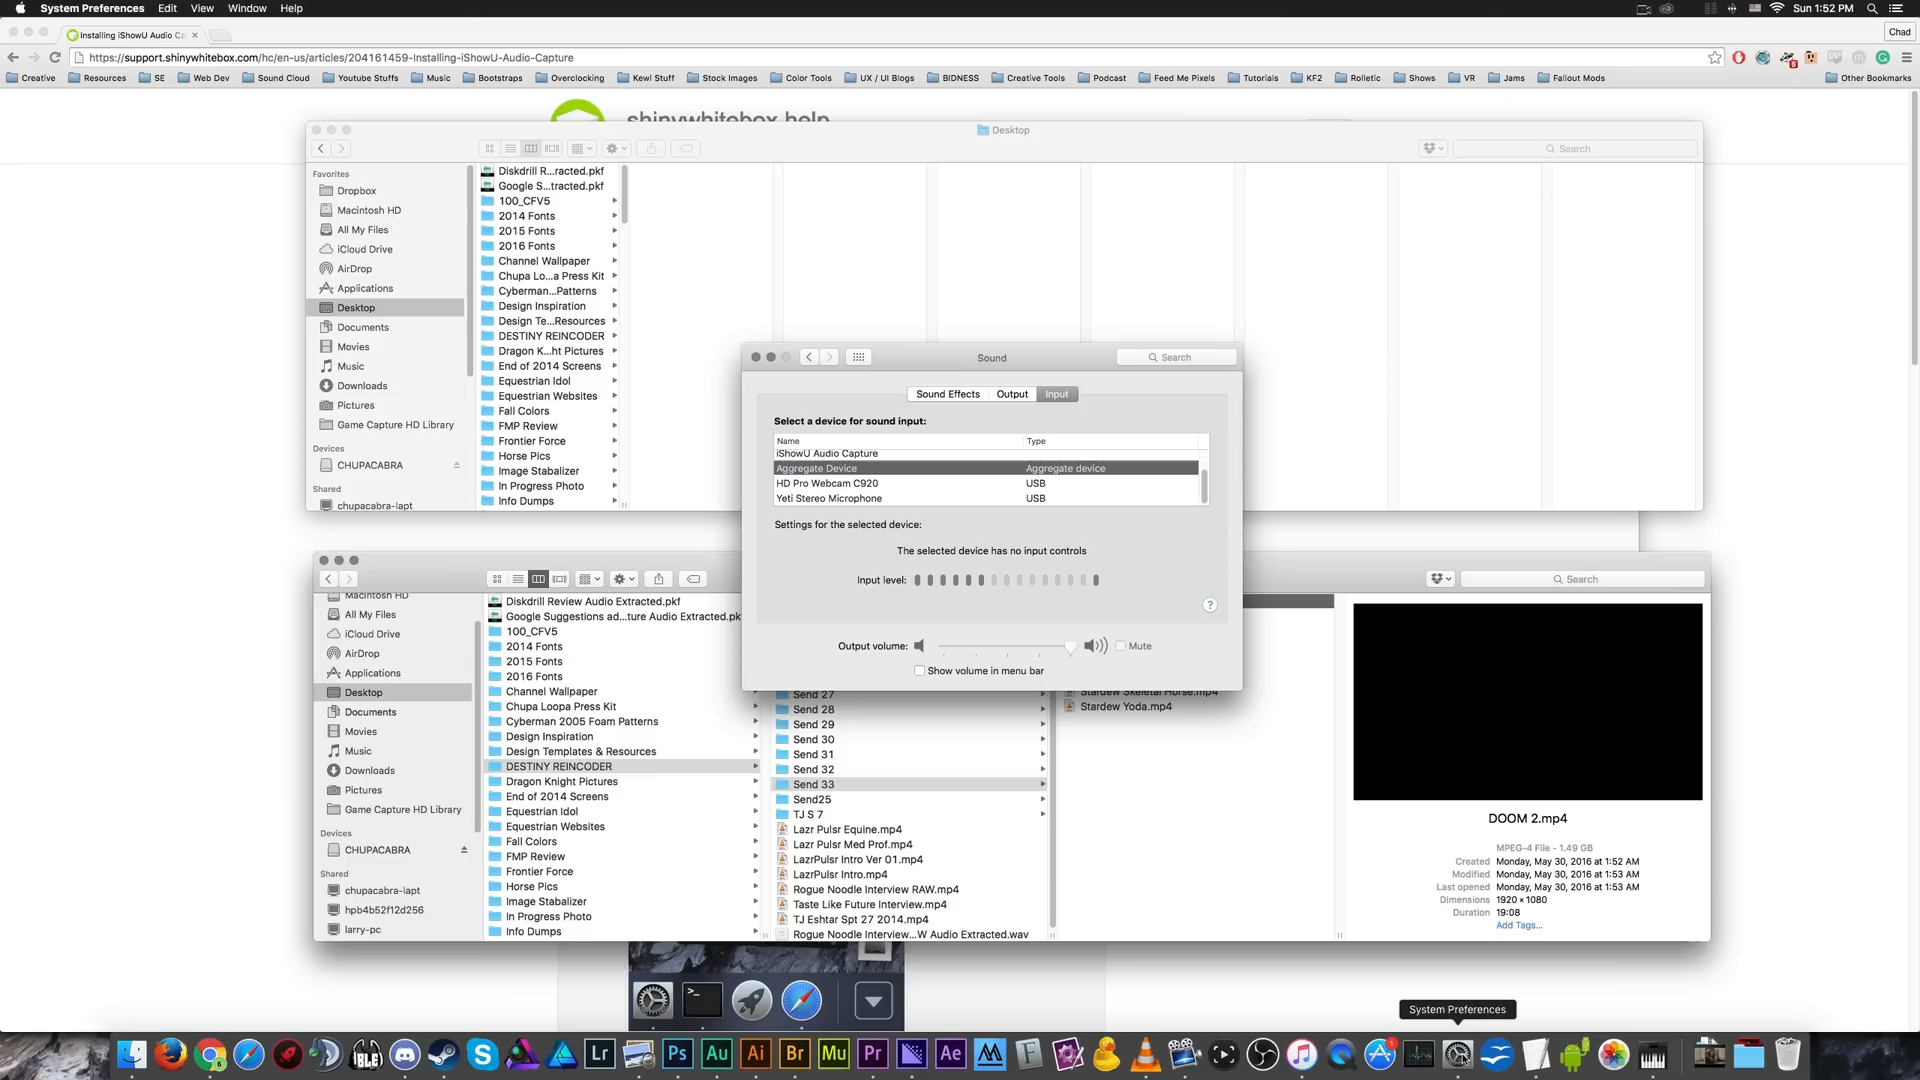 System Preferences Edit View Window Help Sun 1:52 PM
Installing iShowU Audio Ca Chad
https://support.shinywhitebox.com/hc/en-us/articles/204161459-Installing-iShowU-Audio-Capture
Creative Resources SE Web Dev Sound Cloud Youtube Stuffs Music Bootstraps Overclocking Kewl Stuff Stock Images Color Tools UX / UI Blogs BIDNESS Creative Tools Podcast Feed Me Pixels Tutorials KF2 Rolletic Shows VR Jams Fallout Mods Other Bookmarks
shinywhitebox help
Desktop
Search
Favorites
Dropbox
Macintosh HD
All My Files
iCloud Drive
AirDrop
Applications
Desktop
Documents
Movies
Music
Downloads
Pictures
Game Capture HD Library
Devices
CHUPACABRA
Shared
chupacabra-lapt
Diskdrill R...racted.pkf
Google S...tracted.pkf
100_CFV5
2014 Fonts
2015 Fonts
2016 Fonts
Channel Wallpaper
Chupa Lo...a Press Kit
Cyberman...Patterns
Design Inspiration
Design Te...Resources
DESTINY REINCODER
Dragon K...ht Pictures
End of 2014 Screens
Equestrian Idol
Equestrian Websites
Fall Colors
FMP Review
Frontier Force
Horse Pics
Image Stabalizer
In Progress Photo
Info Dumps
Sound
Search
Sound Effects Output Input
Select a device for sound input:
Name Type
iShowU Audio Capture
Aggregate Device Aggregate device
HD Pro Webcam C920 USB
Yeti Stereo Microphone USB
Settings for the selected device:
The selected device has no input controls
Input level:
?
Output volume: Mute
Show volume in menu bar
Search
Macintosh HD
All My Files
iCloud Drive
AirDrop
Applications
Desktop
Documents
Movies
Music
Downloads
Pictures
Game Capture HD Library
Devices
CHUPACABRA
Shared
chupacabra-lapt
hpb4b52f12d256
larry-pc
Diskdrill Review Audio Extracted.pkf
Google Suggestions ad...ture Audio Extracted.pk
100_CFV5
2014 Fonts
2015 Fonts
2016 Fonts
Channel Wallpaper
Chupa Loopa Press Kit
Cyberman 2005 Foam Patterns
Design Inspiration
Design Templates & Resources
DESTINY REINCODER
Dragon Knight Pictures
End of 2014 Screens
Equestrian Idol
Equestrian Websites
Fall Colors
FMP Review
Frontier Force
Horse Pics
Image Stabalizer
In Progress Photo
Info Dumps
Send 27
Send 28
Send 29
Send 30
Send 31
Send 32
Send 33
Send25
TJ S 7
Lazr Pulsr Equine.mp4
Lazr Pulsr Med Prof.mp4
LazrPulsr Intro Ver 01.mp4
LazrPulsr Intro.mp4
Rogue Noodle Interview RAW.mp4
Taste Like Future Interview.mp4
TJ Eshtar Spt 27 2014.mp4
Rogue Noodle Interview...W Audio Extracted.wav
Stardew Skeletal Horse.mp4
Stardew Yoda.mp4
DOOM 2.mp4
MPEG-4 File - 1.49 GB
Created Monday, May 30, 2016 at 1:52 AM
Modified Monday, May 30, 2016 at 1:53 AM
Last opened Monday, May 30, 2016 at 1:53 AM
Dimensions 1920 × 1080
Duration 19:08
Add Tags...
System Preferences
Lr Ps Au Ai Br Mu Pr Ae